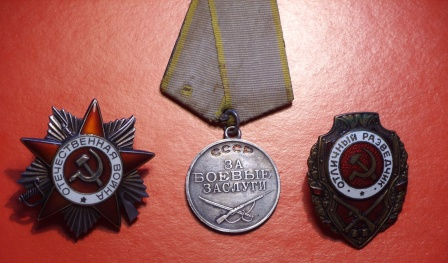 ОТЕЧЕСТВЕННАЯ ВОЙНА
СССР
ЗА
БОЕВЫЕ
ЗАСЛУГИ
ОТЛИЧНЫЙ РАЗВЕДЧИК